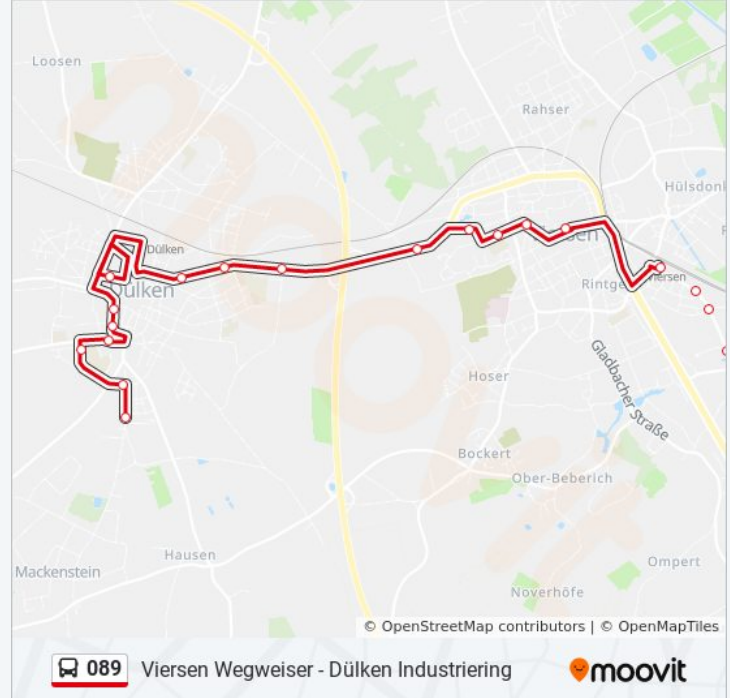 Loosen
Rahser
Hülsdonk
Dülken
Dülken
Rintge
Viersen
Gladbacher Straße
Hoser
Bockert
Ober-Beberich
Hausen
Mackenstein
Ompert
Noverhöfe
© OpenStreetMap contributors | © OpenMapTiles
089 Viersen Wegweiser - Dülken Industriering
moovit